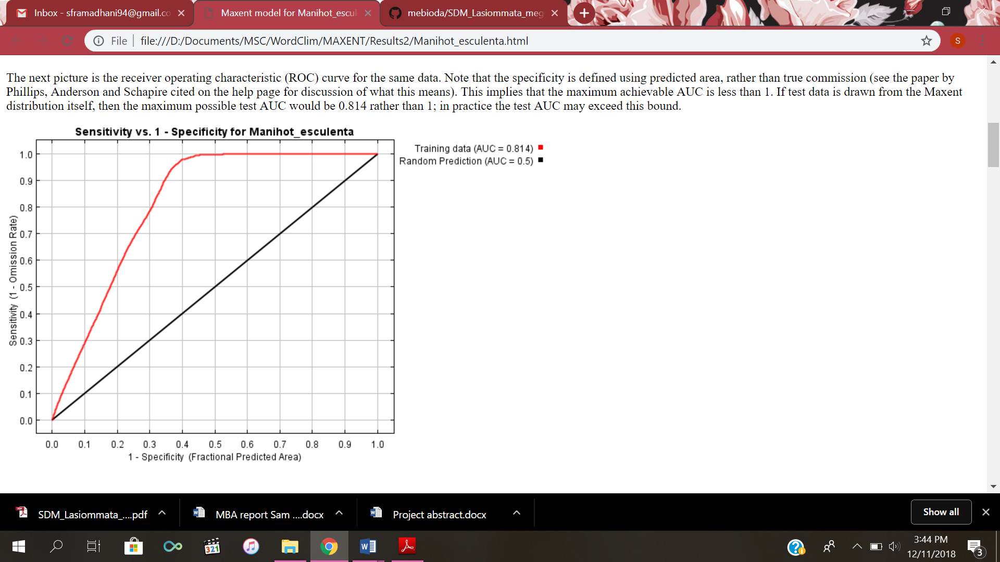 Inbox - sframadhani94@gmail.co
Maxent model for Manihot_escul
mebioda/SDM_Lasiommata_meg
File
file:///D:/Documents/MSC/WordClim/MAXENT/Results2/Manihot_esculenta.html
S
The next picture is the receiver operating characteristic (ROC) curve for the same data. Note that the specificity is defined using predicted area, rather than true commission (see the paper by
Phillips, Anderson and Schapire cited on the help page for discussion of what this means). This implies that the maximum achievable AUC is less than 1. If test data is drawn from the Maxent
distribution itself, then the maximum possible test AUC would be 0.814 rather than 1; in practice the test AUC may exceed this bound.
Sensitivity vs. 1 - Specificity for Manihot_esculenta
Training data (AUC = 0.814)
Random Prediction (AUC = 0.5)
Sensitivity (1 - Omission Rate)
1.0
0.9
0.8
0.7
0.6
0.5
0.4
0.3
0.2
0.1
0.0
0.0 0.1 0.2 0.3 0.4 0.5 0.6 0.7 0.8 0.9 1.0
1 - Specificity (Fractional Predicted Area)
SDM_Lasiommata_....pdf
MBA report Sam ....docx
Project abstract.docx
Show all
321
3:44 PM
12/11/2018
3